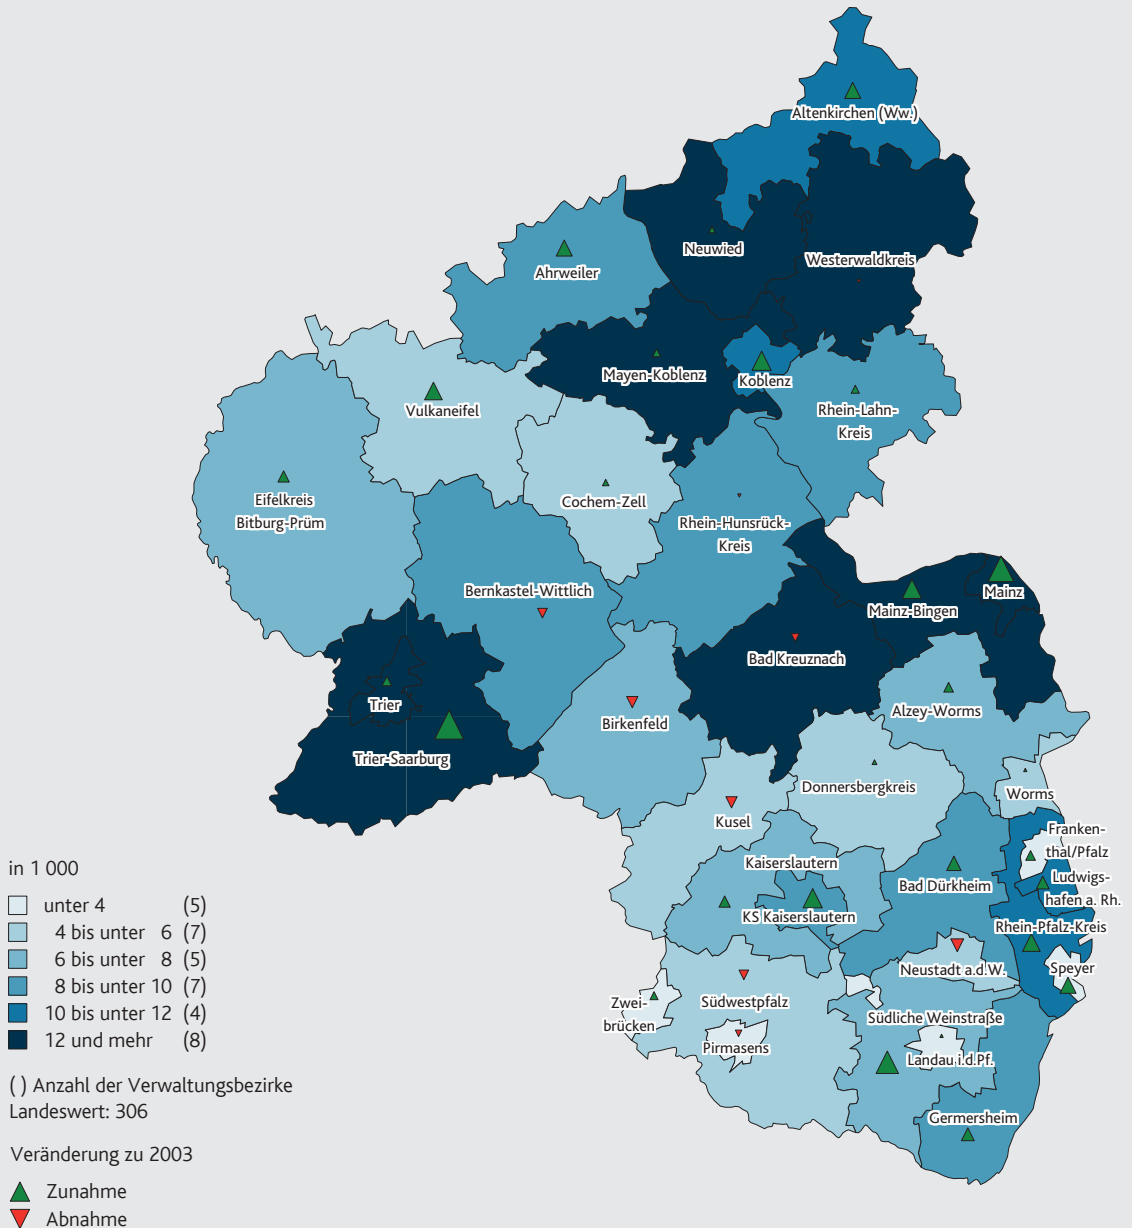 Altenkirchen (Ww.)
Neuwied
Westerwaldkreis
Ahrweiler
Mayen-Koblenz
Koblenz
Vulkaneifel
Rhein-Lahn-
Kreis
Eifelkreis
Bitburg-Prüm
Cochem-Zell
Rhein-Hunsrück-
Kreis
Bernkastel-Wittlich
Mainz-Bingen
Mainz
Bad Kreuznach
Trier
Trier-Saarburg
Birkenfeld
Alzey-Worms
Donnersbergkreis
Worms
Kusel
Franken-
thal/Pfalz
Kaiserslautern
Bad Dürkheim
Ludwigs-
hafen a. Rh.
KS Kaiserslautern
Rhein-Pfalz-Kreis
Neustadt a.d.W.
Speyer
Zwei-
brücken
Südwestpfalz
Südliche Weinstraße
Pirmasens
Landau i.d.Pf.
Germersheim
in 1 000
unter 4 (5)
4 bis unter 6 (7)
6 bis unter 8 (5)
8 bis unter 10 (7)
10 bis unter 12 (4)
12 und mehr (8)
( ) Anzahl der Verwaltungsbezirke
Landeswert: 306
Veränderung zu 2003
Zunahme
Abnahme